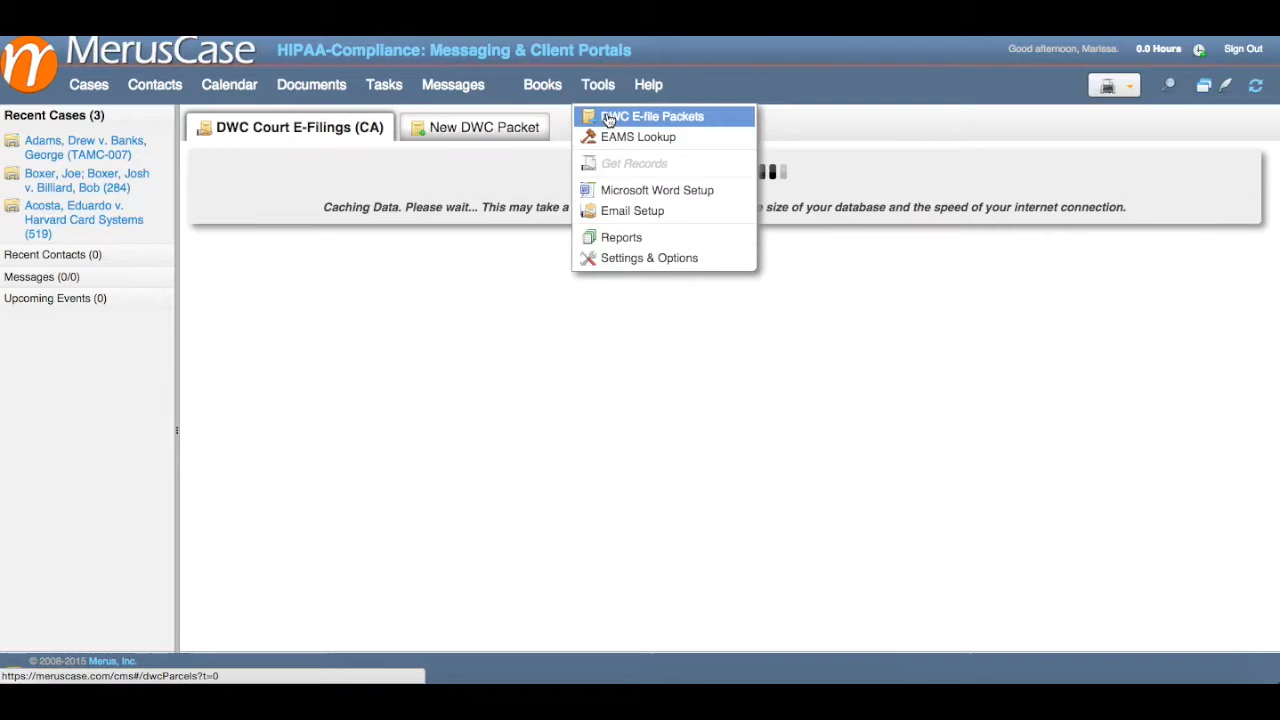 MerusCase
HIPAA-Compliance: Messaging & Client Portals
Good afternoon, Marissa.
0.0 Hours
Sign Out
Cases
Contacts
Calendar
Documents
Tasks
Messages
Books
Tools
Help
Recent Cases (3)
Adams, Drew v. Banks,
George (TAMC-007)
Boxer, Joe; Boxer, Josh
v. Billiard, Bob (284)
Acosta, Eduardo v.
Harvard Card Systems
(519)
Recent Contacts (0)
Messages (0/0)
Upcoming Events (0)
DWC Court E-Filings (CA)
New DWC Packet
Caching Data. Please wait... This may take a
size of your database and the speed of your internet connection.
DWC E-file Packets
EAMS Lookup
Get Records
Microsoft Word Setup
Email Setup
Reports
Settings & Options
© 2008-2015 Merus, Inc.
https://meruscase.com/cms#/dwcParcels?t=0